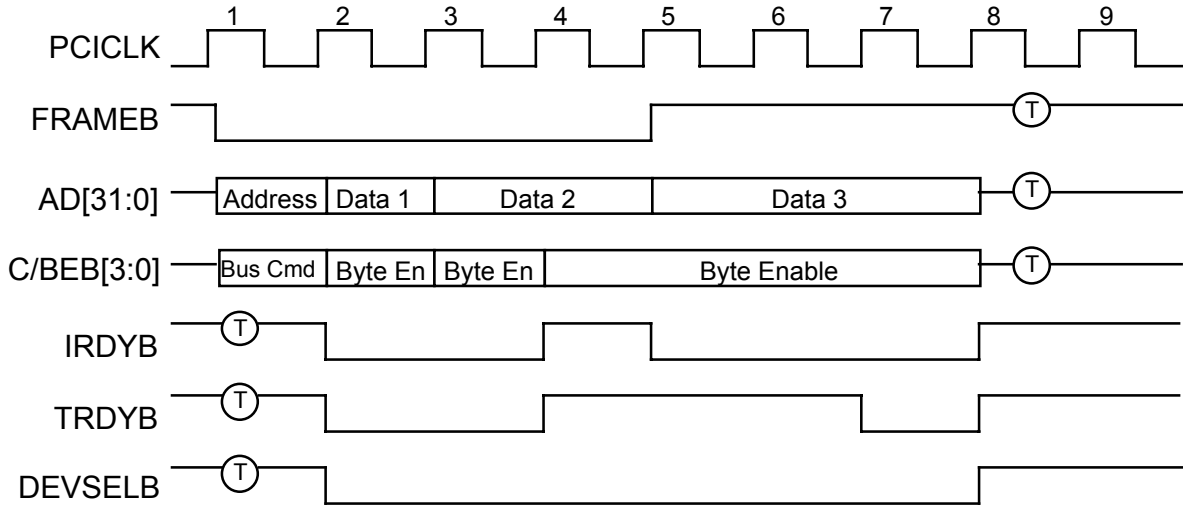 1 2 3 4 5 6 7 8 9
PCICLK
FRAMEB T
AD[31:0] Address Data 1 Data 2 Data 3 T
C/BEB[3:0] Bus Cmd Byte En Byte En Byte Enable T
T
IRDYB
T
TRDYB
T
DEVSELB